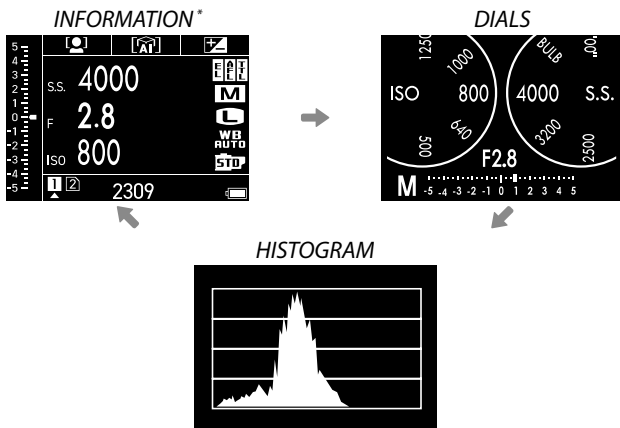 INFORMATION*
5
4
3
2
1
0
-1
-2
-3
-4
-5
AI
S.S. 4000
F 2.8
ISO 800
M
L
WB
AUTO
STD
1 2
2309
DIALS
1250
1000
ISO 800
640
500
BULB
4000 S.S.
3200
2500
F2.8
M -5 -4 -3 -2 -1 0 1 2 3 4 5
HISTOGRAM